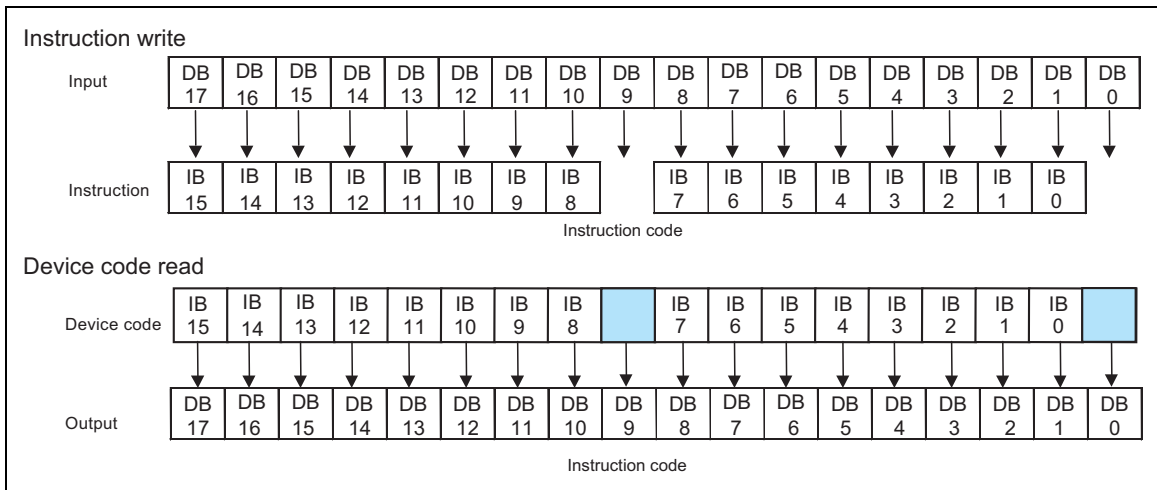 Instruction write
Input
DB DB DB DB DB DB DB DB DB DB DB DB DB DB DB DB DB DB
17 16 15 14 13 12 11 10 9 8 7 6 5 4 3 2 1 0
Instruction
IB IB IB IB IB IB IB IB IB IB IB IB IB IB IB IB
15 14 13 12 11 10 9 8 7 6 5 4 3 2 1 0
Instruction code
Device code read
Device code
IB IB IB IB IB IB IB IB IB IB IB IB IB IB IB IB
15 14 13 12 11 10 9 8 7 6 5 4 3 2 1 0
Output
DB DB DB DB DB DB DB DB DB DB DB DB DB DB DB DB DB DB
17 16 15 14 13 12 11 10 9 8 7 6 5 4 3 2 1 0
Instruction code